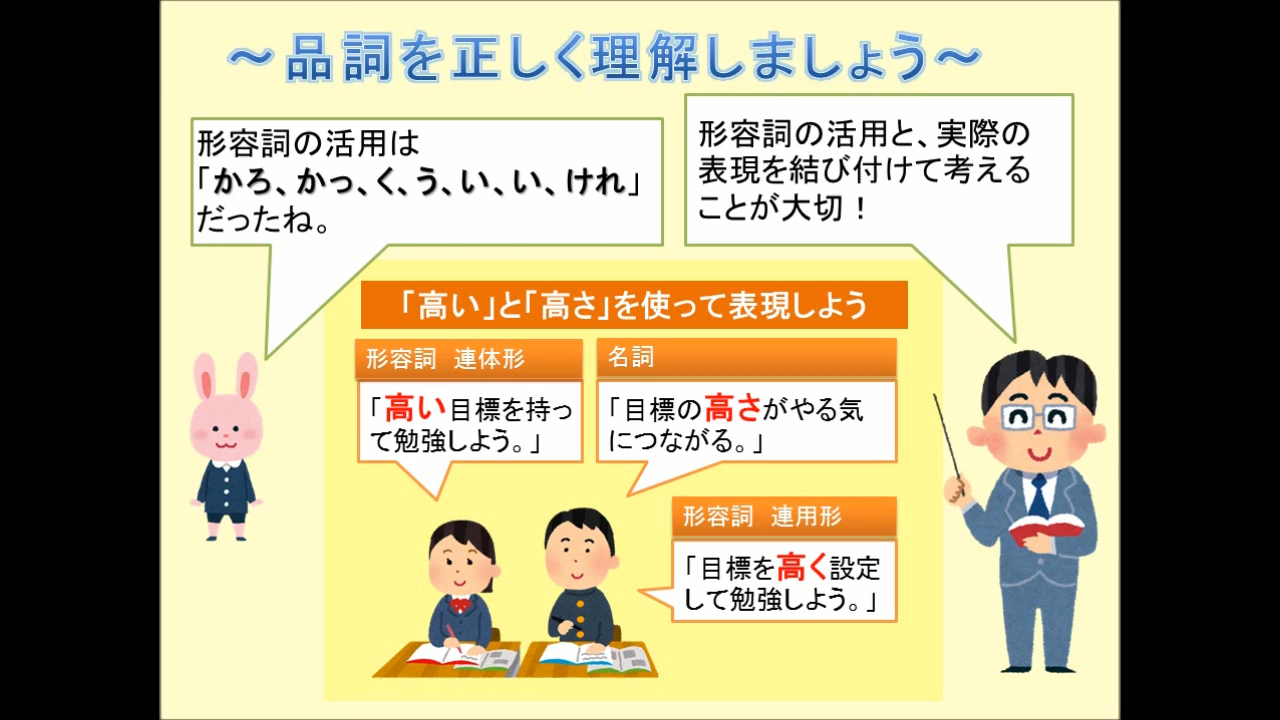 ～品詞を正しく理解しましょう～
形容詞の活用は
「かろ、かっ、く、う、い、い、けれ」
だったね。
形容詞の活用と、実際の
表現を結び付けて考える
ことが大切！
「高い」と「高さ」を使って表現しよう
形容詞　連体形
「高い目標を持っ
て勉強しよう。」
名詞
「目標の高さがやる気
につながる。」
形容詞　連用形
「目標を高く設定
して勉強しよう。」